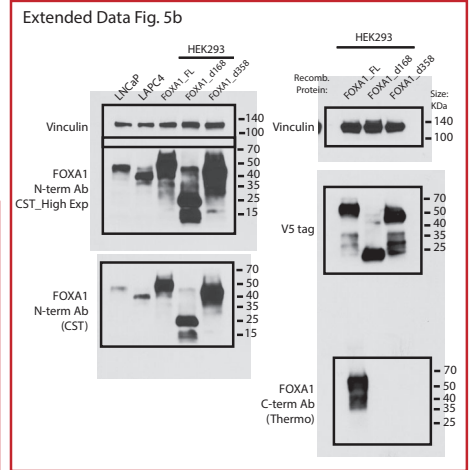 Extended Data Fig. 5b
HEK293
LNCaP
LAPC4
FOXA1_FL
FOXA1_d168
FOXA1_d358
Vinculin
140
100
FOXA1
N-term Ab
CST_High Exp
70
50
40
35
25
15
FOXA1
N-term Ab
(CST)
70
50
40
35
25
15
HEK293
Recomb.
Protein:
FOXA1_FL
FOXA1_d168
FOXA1_d358
Size:
KDa
Vinculin
140
100
V5 tag
70
50
40
35
25
FOXA1
C-term Ab
(Thermo)
70
50
40
35
25